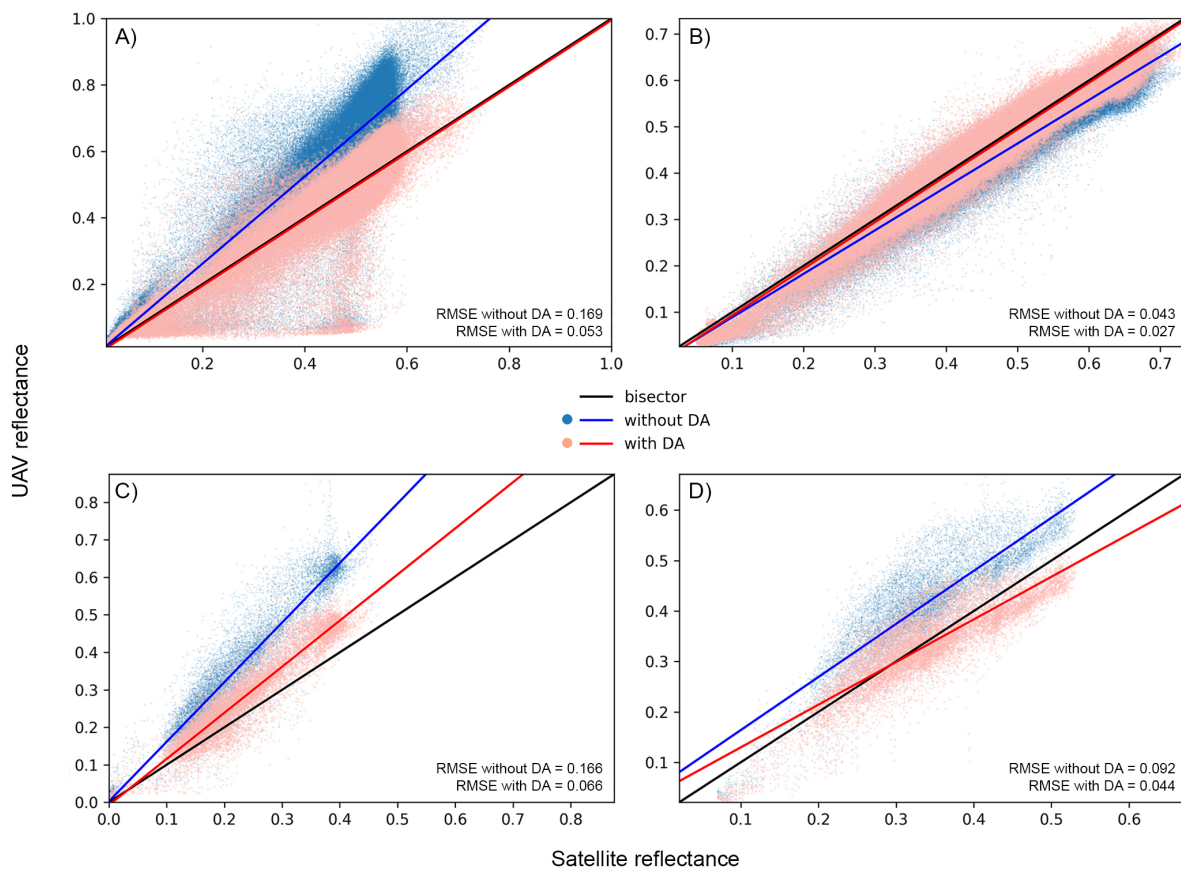 A)
1.0
0.8
0.6
0.4
0.2
RMSE without DA = 0.169
RMSE with DA = 0.053
0.2 0.4 0.6 0.8 1.0
B)
0.7
0.6
0.5
0.4
0.3
0.2
0.1
RMSE without DA = 0.043
RMSE with DA = 0.027
0.1 0.2 0.3 0.4 0.5 0.6 0.7
bisector
without DA
with DA
UAV reflectance
C)
0.8
0.7
0.6
0.5
0.4
0.3
0.2
0.1
0.0
RMSE without DA = 0.166
RMSE with DA = 0.066
0.0 0.1 0.2 0.3 0.4 0.5 0.6 0.7 0.8
D)
0.6
0.5
0.4
0.3
0.2
0.1
RMSE without DA = 0.092
RMSE with DA = 0.044
0.1 0.2 0.3 0.4 0.5 0.6
Satellite reflectance